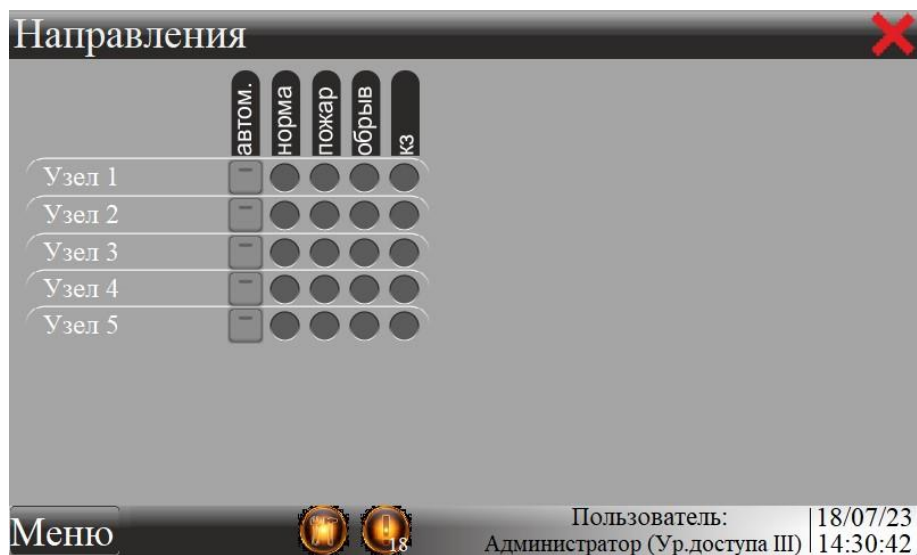 Направления
автом. норма пожар обрыв кз
Узел 1
Узел 2
Узел 3
Узел 4
Узел 5
Меню
18
Пользователь:
Администратор (Ур.доступа III)
18/07/23
14:30:42